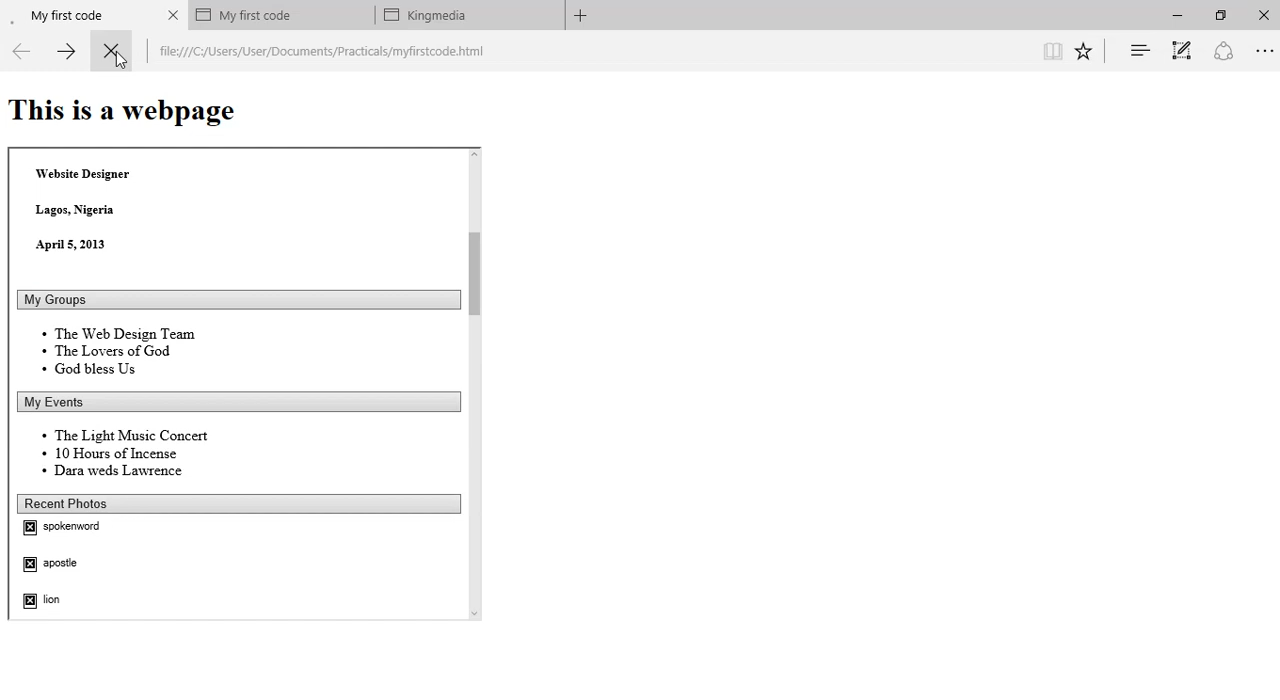 My first code
My first code
Kingmedia
file:///C:/Users/User/Documents/Practicals/myfirstcode.html
This is a webpage
Website Designer
Lagos, Nigeria
April 5, 2013
My Groups
• The Web Design Team
• The Lovers of God
• God bless Us
My Events
• The Light Music Concert
• 10 Hours of Incense
• Dara weds Lawrence
Recent Photos
spokenword
apostle
lion